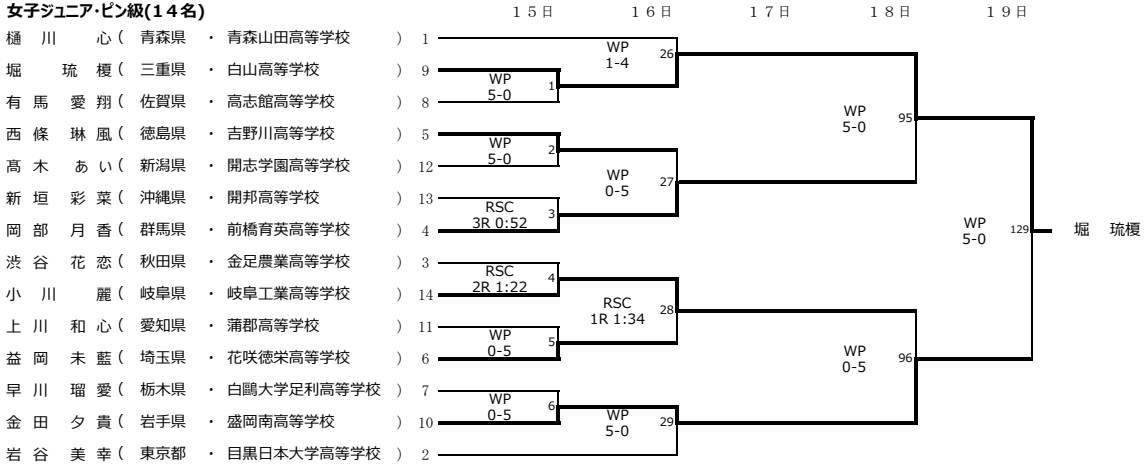 女子ジュニア・ピン級(14名) 15日 16日 17日 18日 19日
樋川 心( 青森県 ・ 青森山田高等学校 ) 1
堀 琉榎( 三重県 ・ 白山高等学校 ) 9
有馬 愛翔( 佐賀県 ・ 高志館高等学校 ) 8
西條 琳風( 徳島県 ・ 吉野川高等学校 ) 5
髙木 あい( 新潟県 ・ 開志学園高等学校 ) 12
新垣 彩菜( 沖縄県 ・ 開邦高等学校 ) 13
岡部 月香( 群馬県 ・ 前橋育英高等学校 ) 4
渋谷 花恋( 秋田県 ・ 金足農業高等学校 ) 3
小川 麗( 岐阜県 ・ 岐阜工業高等学校 ) 14
上川 和心( 愛知県 ・ 蒲郡高等学校 ) 11
益岡 未藍( 埼玉県 ・ 花咲徳栄高等学校 ) 6
早川 瑠愛( 栃木県 ・ 白鷗大学足利高等学校 ) 7
金田 夕貴( 岩手県 ・ 盛岡南高等学校 ) 10
岩谷 美幸( 東京都 ・ 目黒日本大学高等学校 ) 2
WP
5-0
1
WP
5-0
2
RSC
3R 0:52
3
RSC
2R 1:22
4
WP
0-5
5
WP
0-5
6
WP
1-4
26
WP
0-5
27
RSC
1R 1:34
28
WP
5-0
29
WP
5-0
95
WP
0-5
96
WP
5-0
129
堀 琉榎